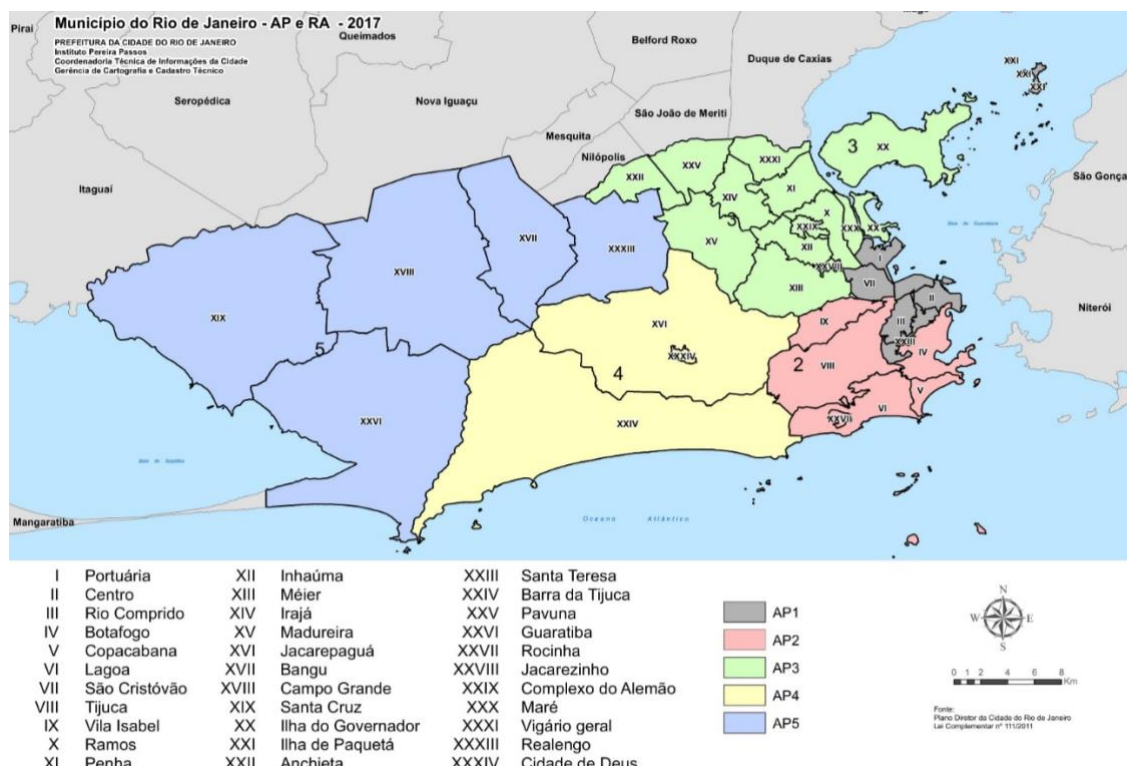 Município do Rio de Janeiro - AP e RA - 2017
PREFEITURA DA CIDADE DO RIO DE JANEIRO
Instituto Pereira Passos
Coordenadoria Técnica de Informações da Cidade
Gerência de Cartografia e Cadastro Técnico
Pirai
Queimados
Belford Roxo
Duque de Caxias
Seropédica
Nova Iguaçu
São João de Meriti
Mesquita
Nilópolis
Itaguaí
São Gonça
Niterói
Mangaratiba
Oceano Atlântico
XXI
XXI
XXI
3
XX
XXV
XXXI
XXII
XIV
XI
3
X
XXIX
XXX
XX
XV
XII
I
XVII
XXXIII
XVIII
XXVIII
XIII
VII
II
XIX
XVI
IX
III
XXIII
IV
5
XXXIV
2
VIII
4
V
XXVI
XXIV
XXVII
VI
I Portuária
II Centro
III Rio Comprido
IV Botafogo
V Copacabana
VI Lagoa
VII São Cristóvão
VIII Tijuca
IX Vila Isabel
X Ramos
XI Penha
XII Inhaúma
XIII Méier
XIV Irajá
XV Madureira
XVI Jacarepaguá
XVII Bangu
XVIII Campo Grande
XIX Santa Cruz
XX Ilha do Governador
XXI Ilha de Paquetá
XXII Anchieta
XXIII Santa Teresa
XXIV Barra da Tijuca
XXV Pavuna
XXVI Guaratiba
XXVII Rocinha
XXVIII Jacarezinho
XXIX Complexo do Alemão
XXX Maré
XXXI Vigário geral
XXXIII Realengo
XXXIV Cidade de Deus
AP1
AP2
AP3
AP4
AP5
N
W E
S
0 1 2 4 6 8
Km
Fonte:
Plano Diretor da Cidade do Rio de Janeiro
Lei Complementar nº 111/2011